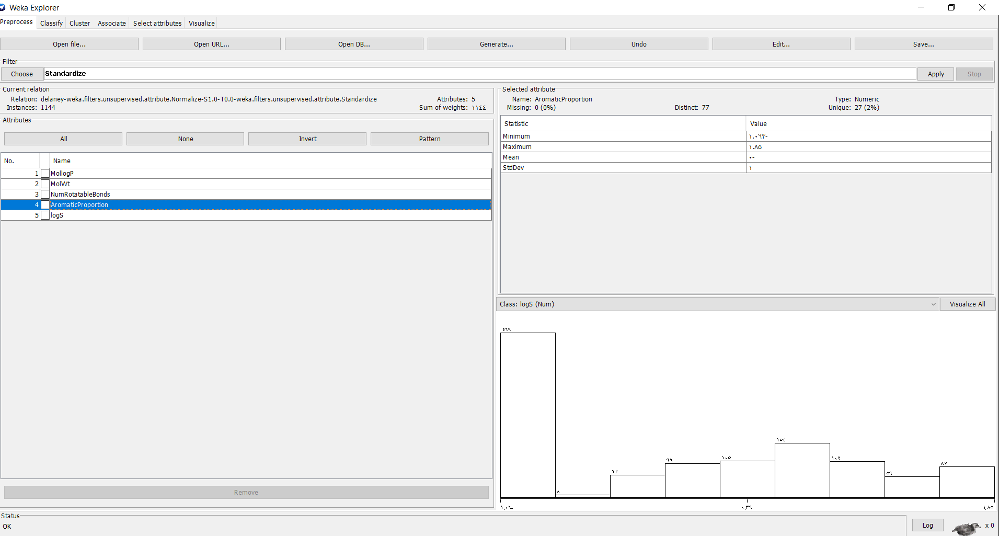 Weka Explorer
Preprocess Classify Cluster Associate Select attributes Visualize
Open file... Open URL... Open DB... Generate... Undo Edit... Save...
Filter
Choose Standardize Apply Stop
Current relation
Relation: delaney-weka.filters.unsupervised.attribute.Normalize-S1.0-T0.0-weka.filters.unsupervised.attribute.Standardize Attributes: 5
Instances: 1144 Sum of weights: ١١٤٤
Attributes
All None Invert Pattern
No. Name
1 MollogP
2 MolWt
3 NumRotatableBonds
4 AromaticProportion
5 logS
Remove
Selected attribute
Name: AromaticProportion Type: Numeric
Missing: 0 (0%) Distinct: 77 Unique: 27 (2%)
Statistic Value
Minimum ١.٠٦٣-
Maximum ١.٨٥
Mean ٠-
StdDev ١
Class: logS (Num) Visualize All
٤٦٩
٨
٦٤
٩٦
١٠٥
١٥٤
١٠٢
٥٩
٨٧
١.٠٦- ٠.٣٩ ١.٨٥
Status
OK
Log x 0